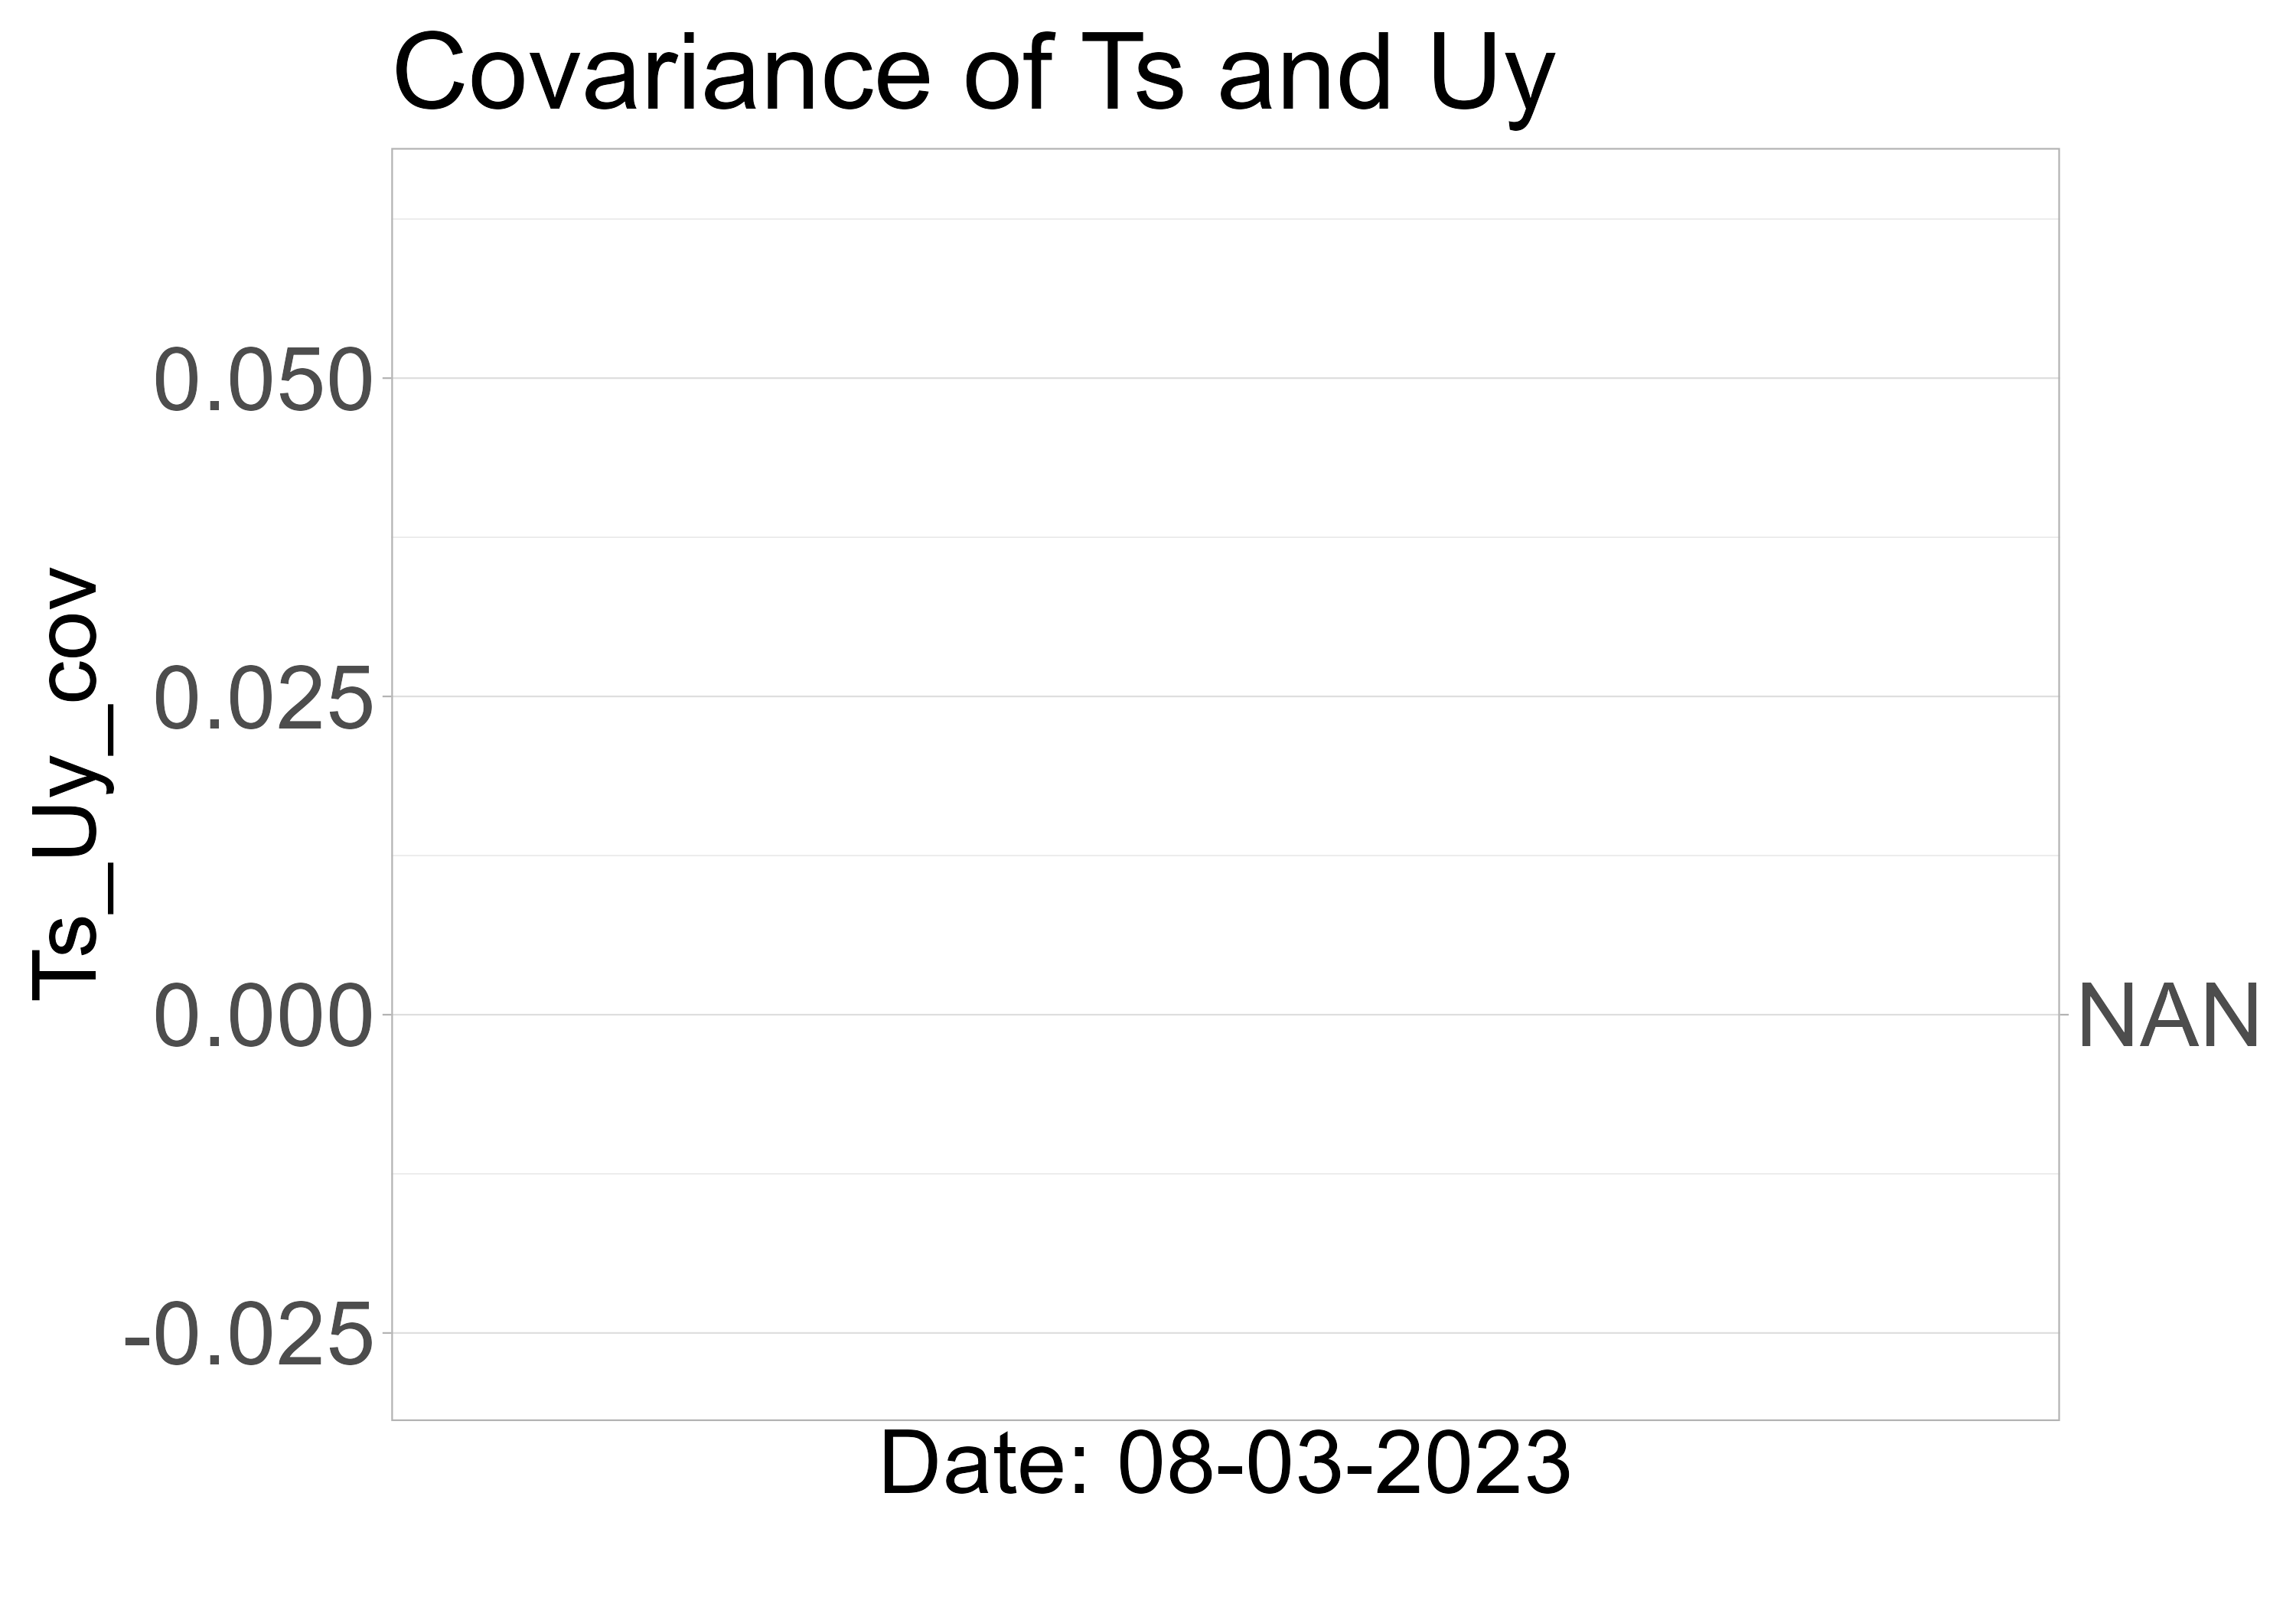 Covariance of Ts and Uy
Ts_Uy_cov
0.050
0.025
0.000
-0.025
NAN
Date: 08-03-2023